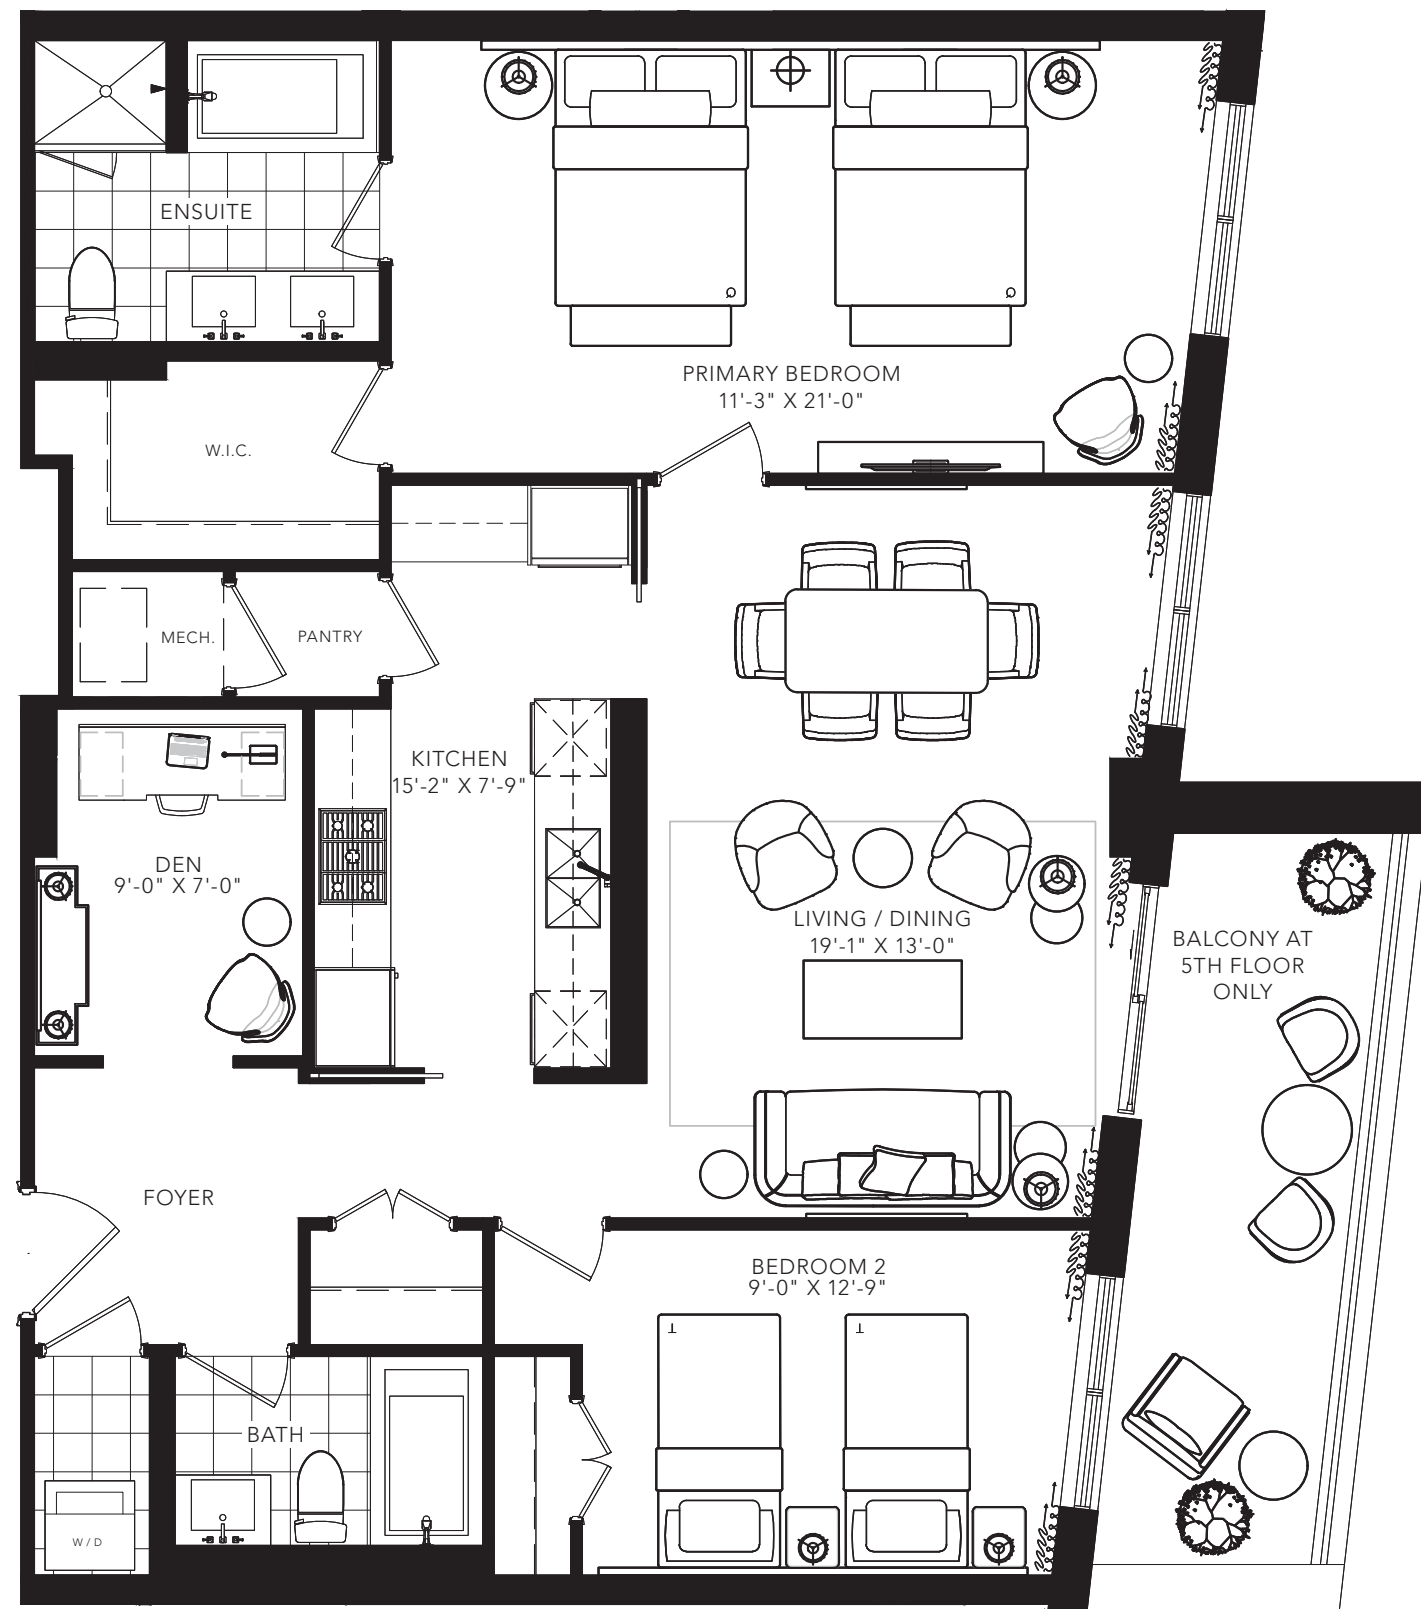 ENSUITE
PRIMARY BEDROOM
11'-3" X 21'-0"
W.I.C.
MECH.
PANTRY
KITCHEN
15'-2" X 7'-9"
DEN
9'-0" X 7'-0"
LIVING / DINING
19'-1" X 13'-0"
BALCONY AT
5TH FLOOR
ONLY
FOYER
BEDROOM 2
9'-0" X 12'-9"
BATH
W / D